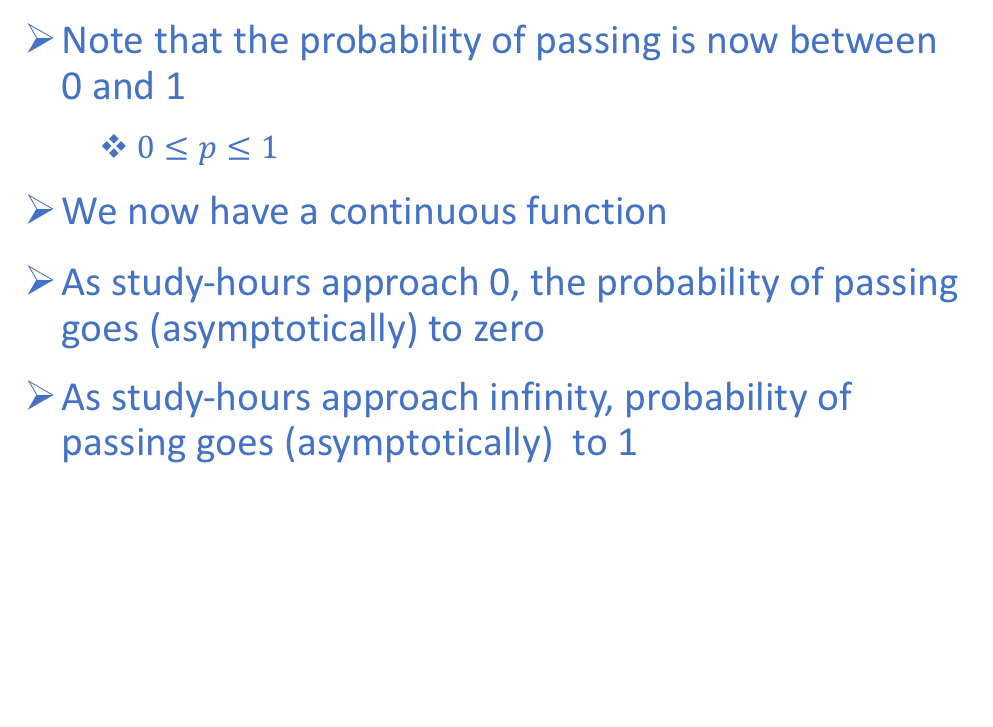 ➢ Note that the probability of passing is now between
0 and 1
❖ 0 ≤ 𝑝 ≤ 1
➢ We now have a continuous function
➢ As study-hours approach 0, the probability of passing
goes (asymptotically) to zero
➢ As study-hours approach infinity, probability of
passing goes (asymptotically)  to 1